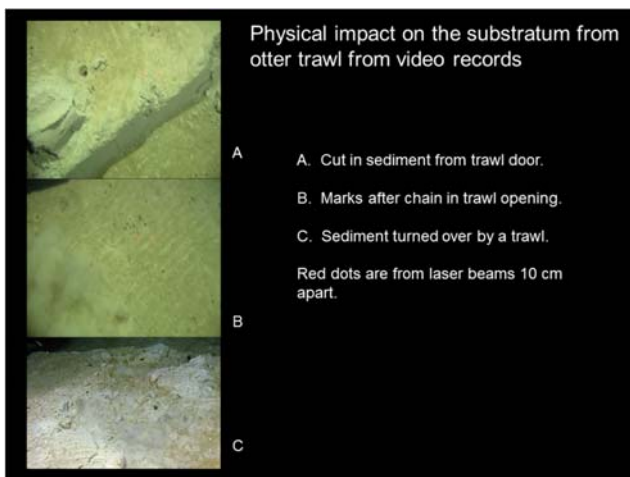 Physical impact on the substratum from
otter trawl from video records
A
A. Cut in sediment from trawl door.
B. Marks after chain in trawl opening.
C. Sediment turned over by a trawl.
Red dots are from laser beams 10 cm
apart.
B
C